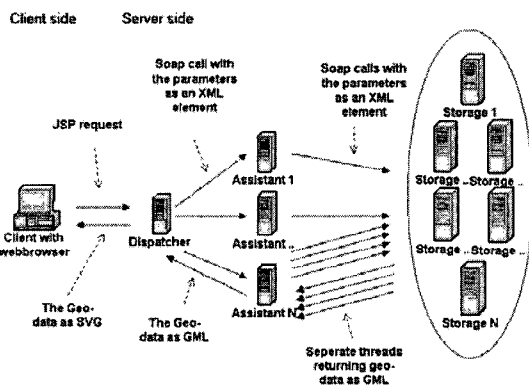 Client side
Server side
Soap call with
the parameters
as an XML
element
Soap calls with
the parameters
as an XML
element
JSP request
Storage 1
Assistant 1
Storage ..
Storage ..
Client with
webbrowser
Dispatcher
Assistant ..
Storage ..
Storage ..
The Geo-
data as SVG
The Geo-
data as GML
Assistant N
Storage N
Seperate threads
returning geo-
data as GML